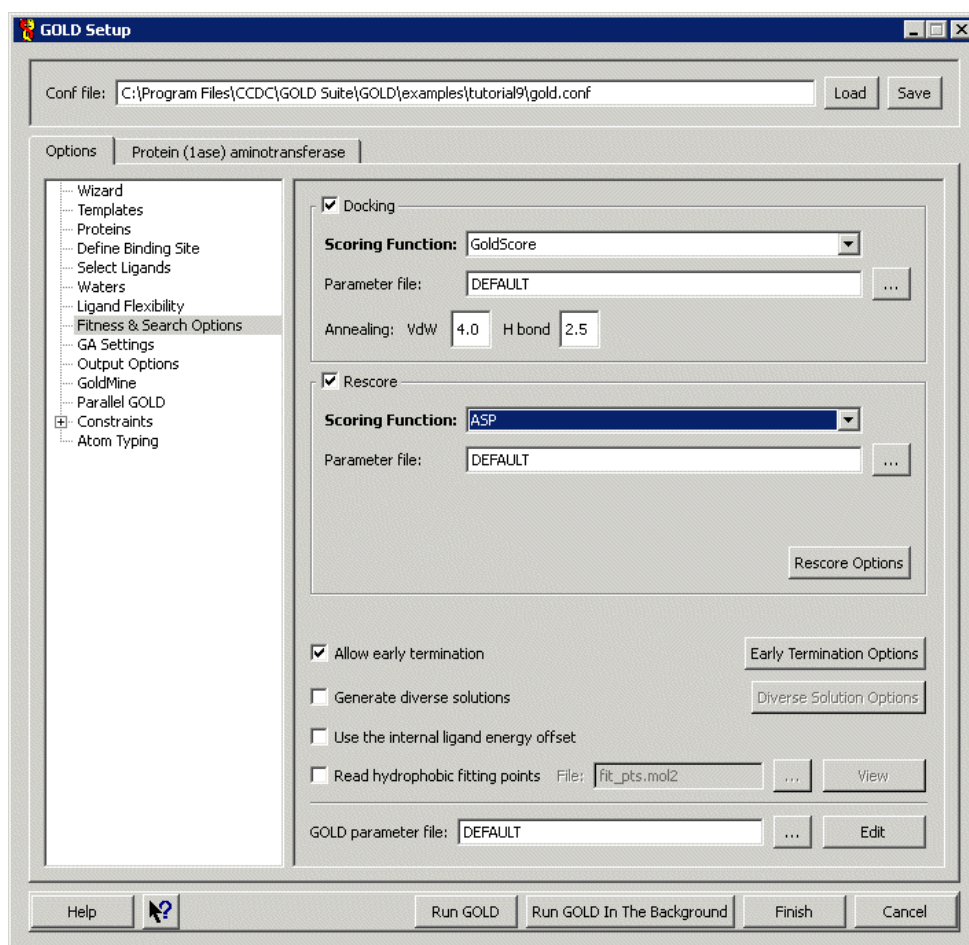 GOLD Setup
Conf file: C:\Program Files\CCDC\GOLD Suite\GOLD\examples\tutorial9\gold.conf Load Save
Options Protein (1ase) aminotransferase
Wizard
Templates
Proteins
Define Binding Site
Select Ligands
Waters
Ligand Flexibility
Fitness & Search Options
GA Settings
Output Options
GoldMine
Parallel GOLD
Constraints
Atom Typing
Docking
Scoring Function: GoldScore
Parameter file: DEFAULT ...
Annealing: VdW 4.0 H bond 2.5
Rescore
Scoring Function: ASP
Parameter file: DEFAULT ...
Rescore Options
Allow early termination Early Termination Options
Generate diverse solutions Diverse Solution Options
Use the internal ligand energy offset
Read hydrophobic fitting points File: fit_pts.mol2 ... View
GOLD parameter file: DEFAULT ... Edit
Help ? Run GOLD Run GOLD In The Background Finish Cancel